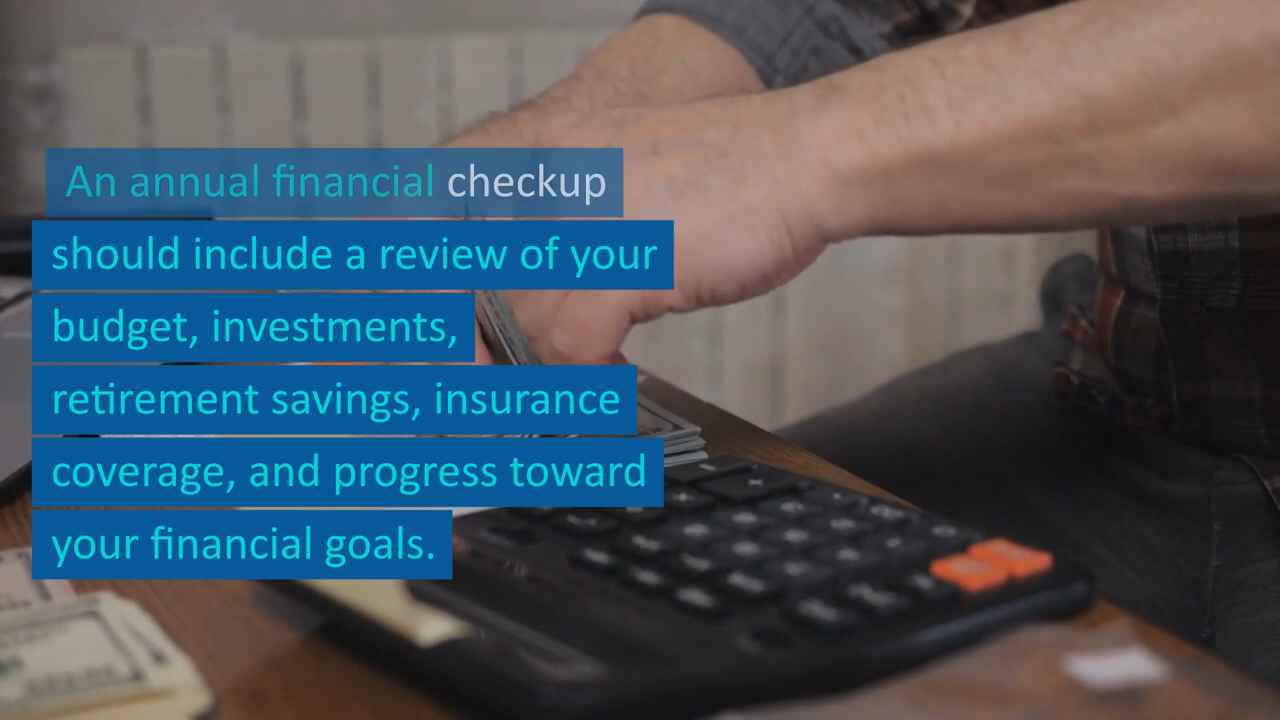 An annual financial checkup
should include a review of your
budget, investments,
retirement savings, insurance
coverage, and progress toward
your financial goals.